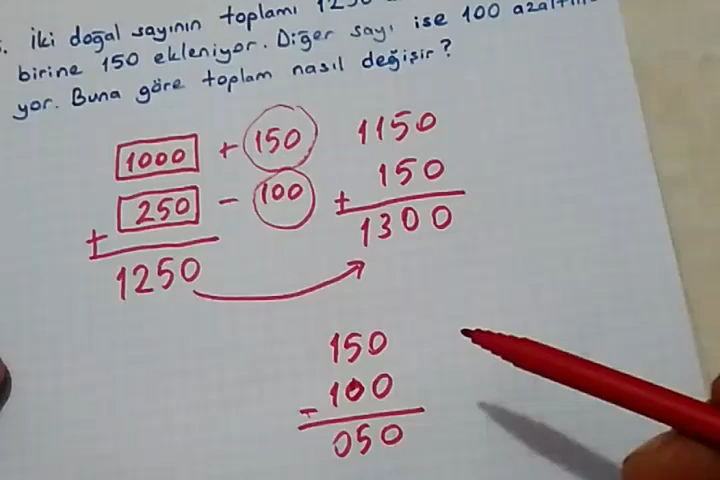 İki doğal sayının toplamı
birine 150 ekleniyor. Diğer sayı ise 100
yor. Buna göre toplam nasıl değişir?
1000 + 150
250 - 100
+
1250
1150
150
+
1300
150
- 100
050